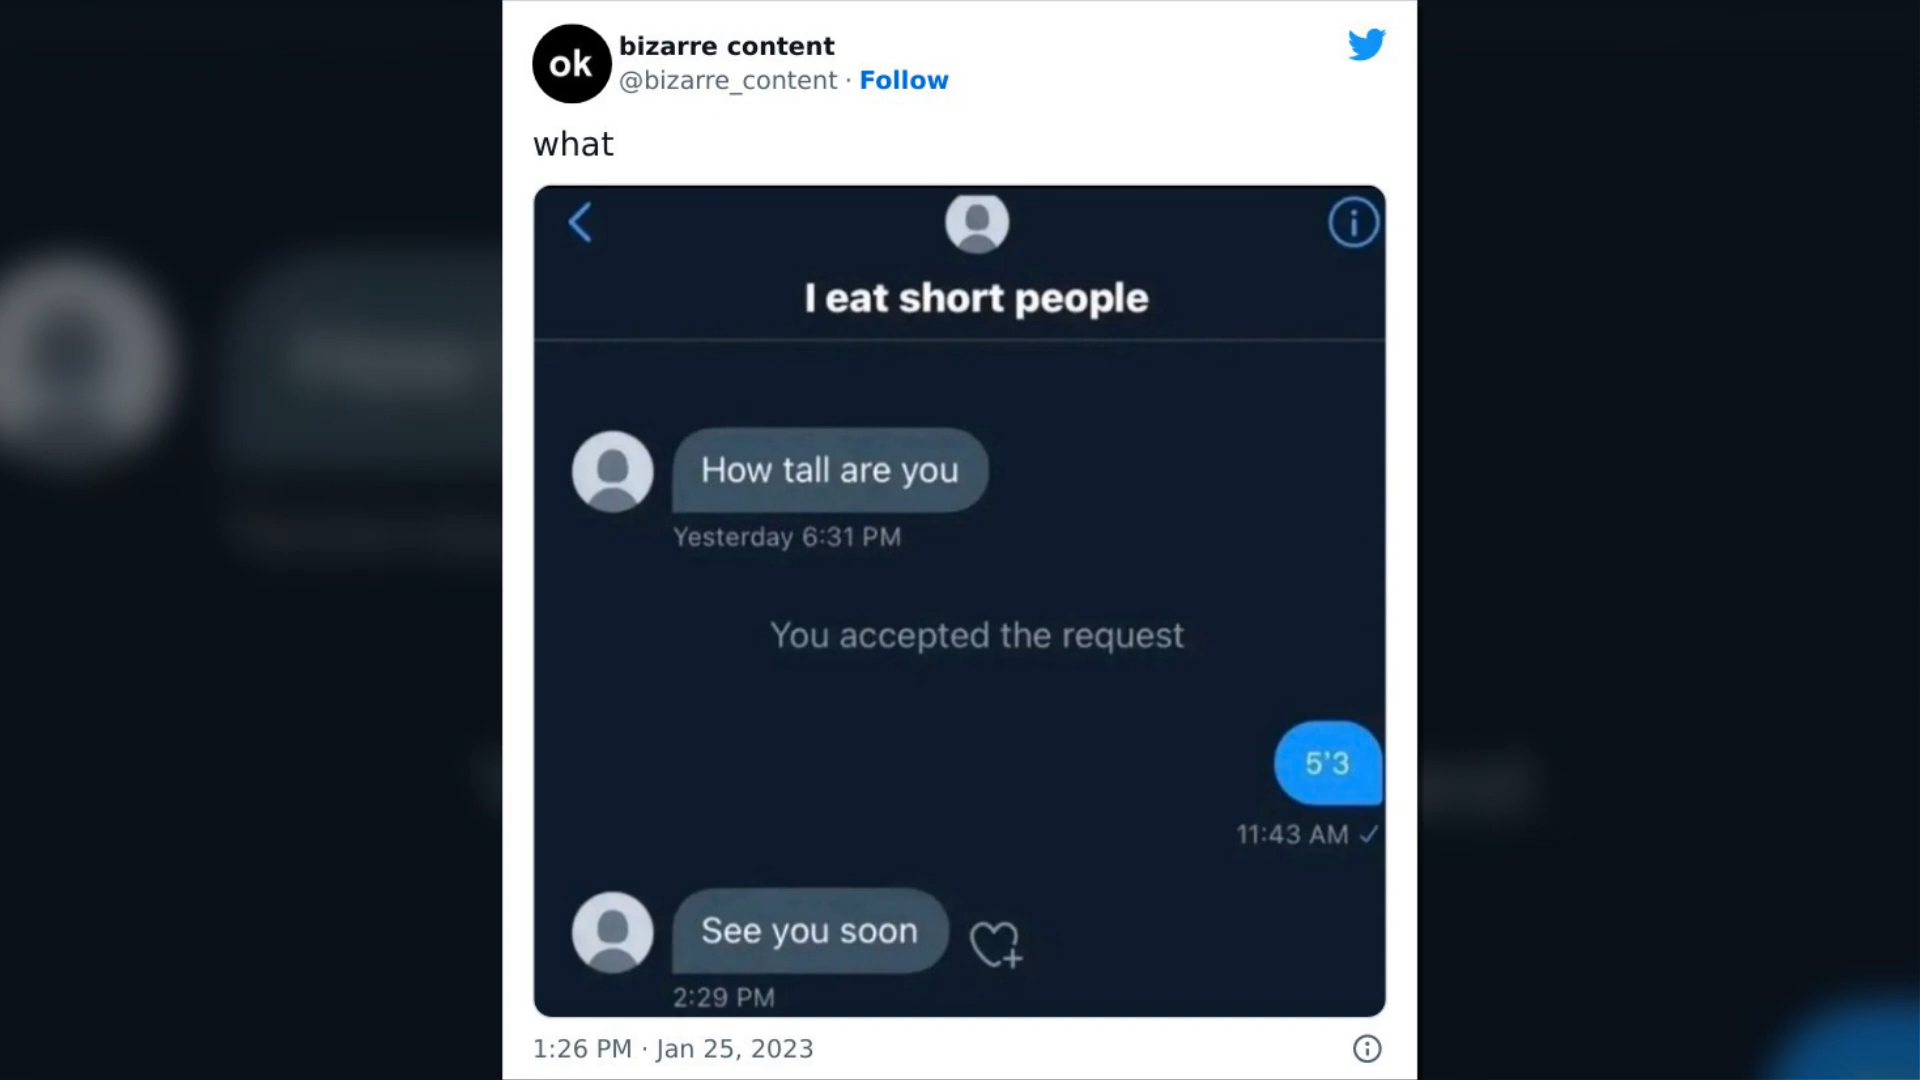 ok
bizarre content
@bizarre_content · Follow
what
I eat short people
How tall are you
Yesterday 6:31 PM
You accepted the request
5'3
11:43 AM ✓
See you soon
2:29 PM
1:26 PM · Jan 25, 2023